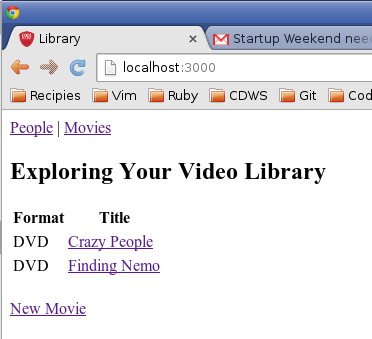 Library
Startup Weekend nee
localhost:3000
Recipies Vim Ruby CDWS Git Cod
People | Movies
Exploring Your Video Library
Format Title
DVD Crazy People
DVD Finding Nemo
New Movie